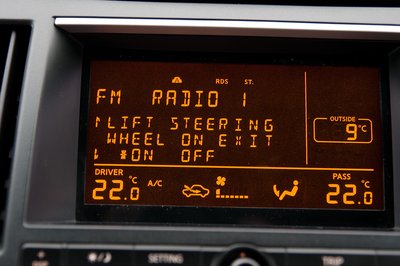 RDS ST.
FM RADIO 1
LIFT STEERING
WHEEL ON EXIT
*ON OFF
OUTSIDE
9°C
DRIVER
22.0 °C A/C
PASS
22.0 °C
SETTING
TRIP